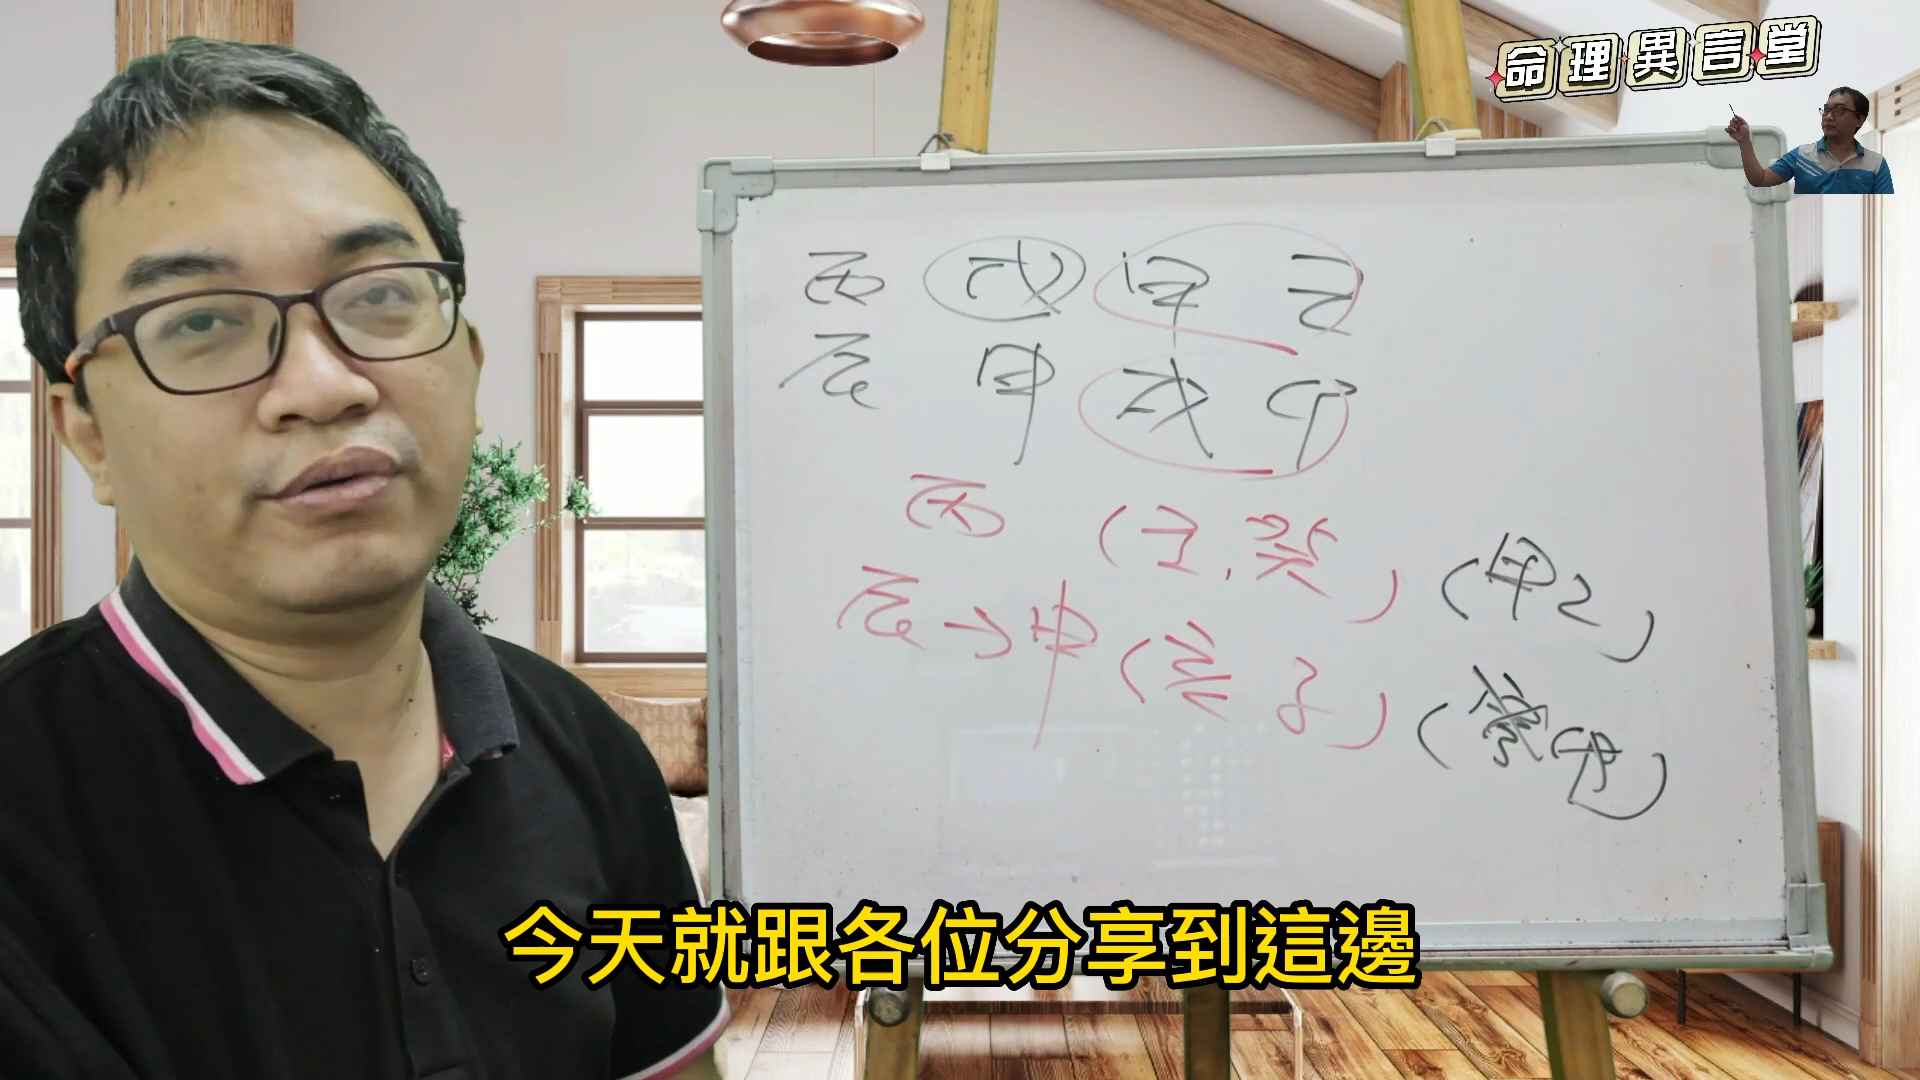 命理異言堂
丙 戊 甲 乙
辰 申 戌 卯
丙 (壬.癸) (甲乙)
辰→申 (亥子) (寅卯)
今天就跟各位分享到這邊